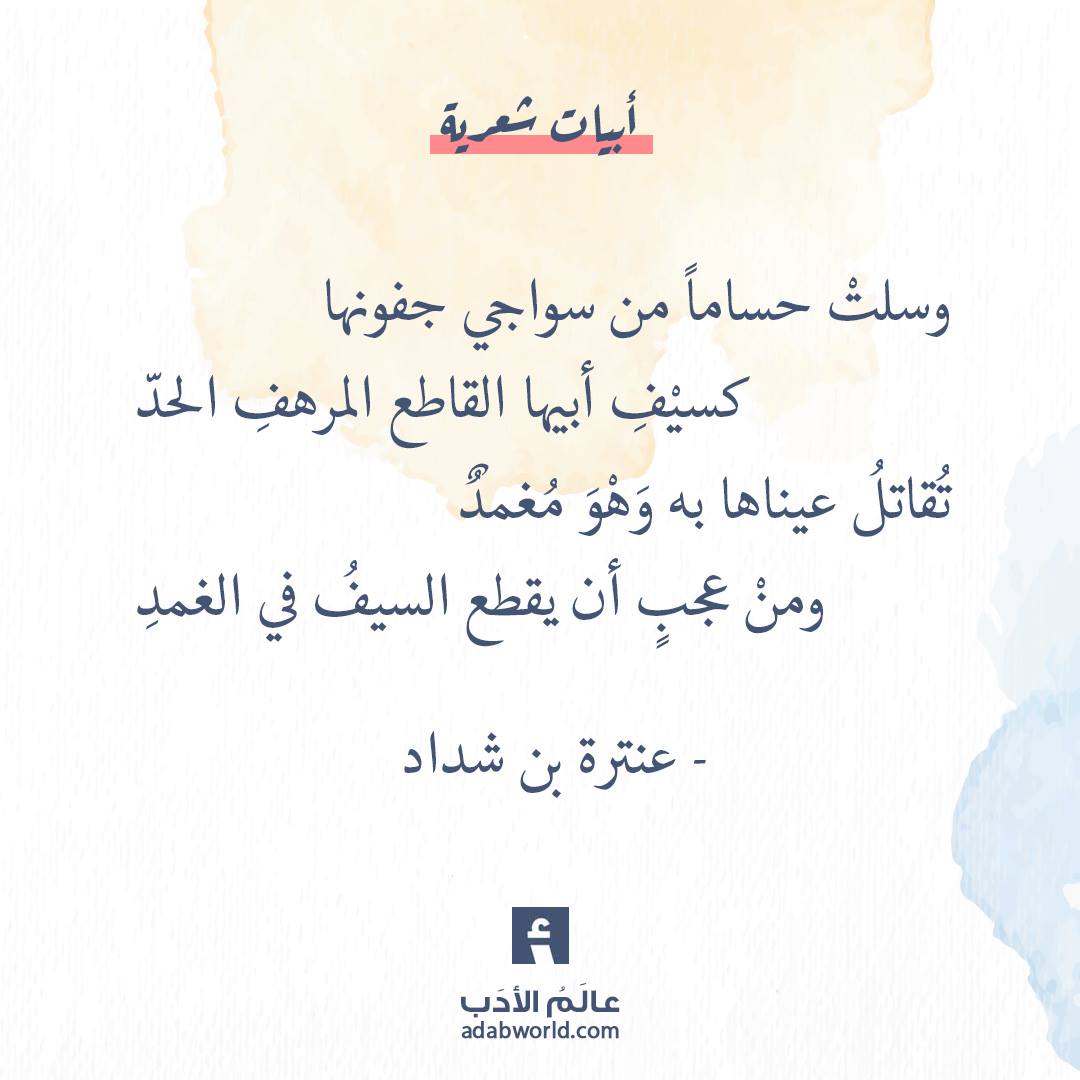 أبيات شعرية
وسلتْ حساماً من سواجي جفونها
كسيْفِ أبيها القاطع المرهفِ الحدّ
تُقاتلُ عيناها به وَهْوَ مُغمدٌ
ومنْ عجبٍ أن يقطع السيفُ في الغمدِ
- عنترة بن شداد
أ
عالَمُ الأدَب
adabworld.com